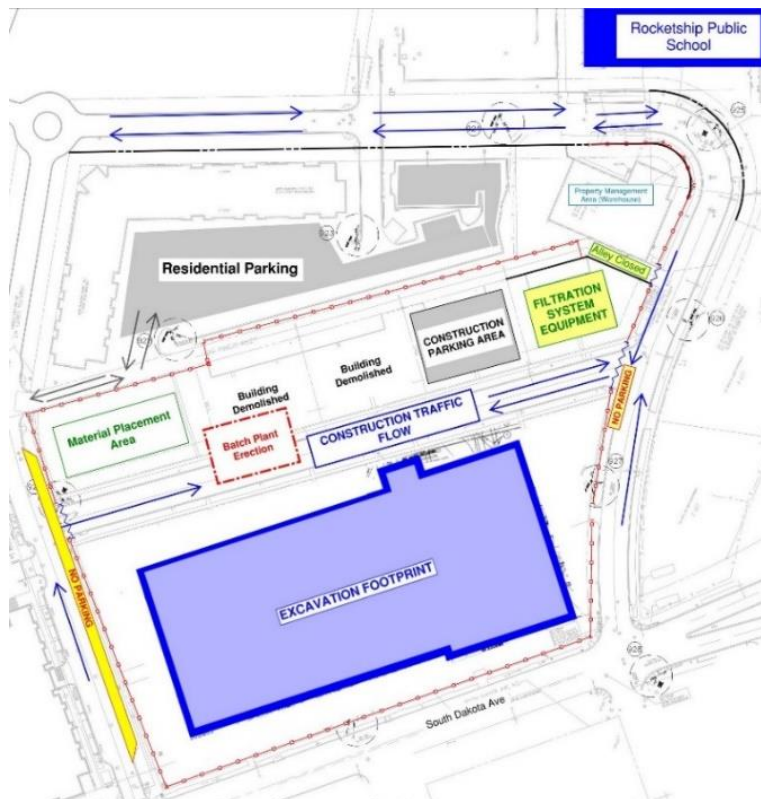 Rocketship Public
School
Property Management
Area (Warehouse)
Alley Closed
Residential Parking
FILTRATION
SYSTEM
EQUIPMENT
CONSTRUCTION
PARKING AREA
Building
Demolished
Building
Demolished
NO PARKING
Material Placement
Area
Batch Plant
Erection
CONSTRUCTION TRAFFIC
FLOW
NO PARKING
EXCAVATION FOOTPRINT
South Dakota Ave